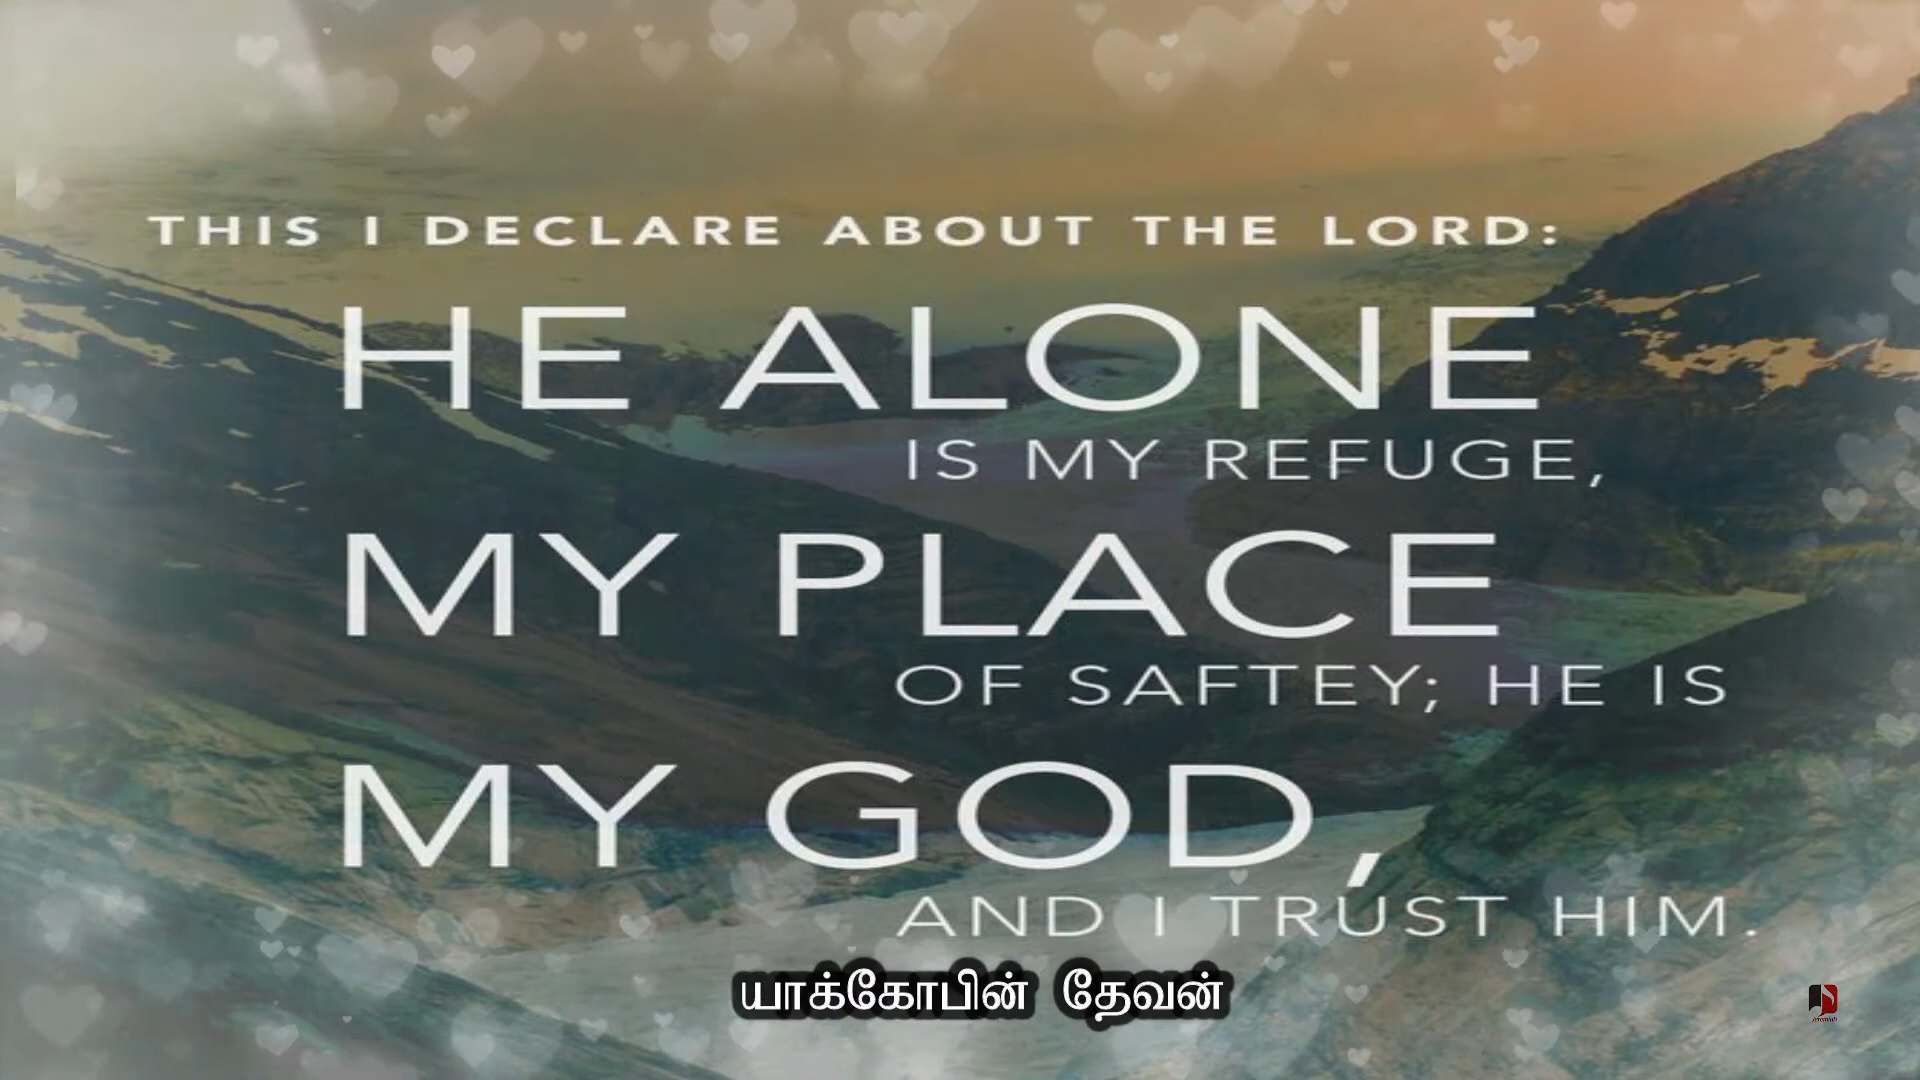 THIS I DECLARE ABOUT THE LORD:
HE ALONE
IS MY REFUGE,
MY PLACE
OF SAFTEY; HE IS
MY GOD,
AND I TRUST HIM.
யாக்கோபின் தேவன்